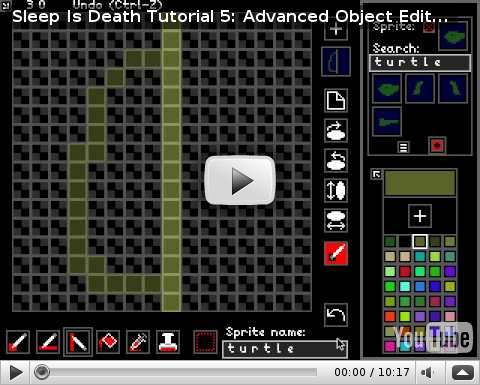 3 0 Undo (Ctrl-Z)
Sleep Is Death Tutorial 5: Advanced Object Edit...
Sprite:
Search:
turtle
Sprite name:
turtle
YouTube
00:00 / 10:17